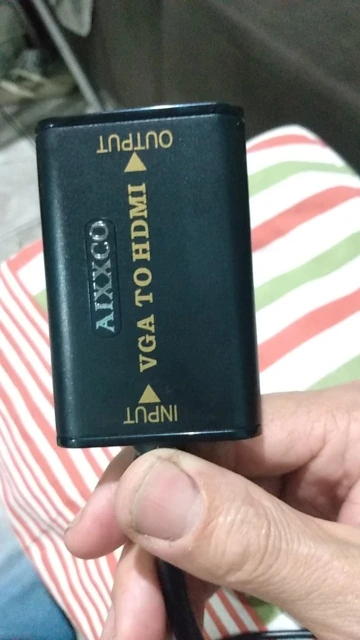 OUTPUT
AIXXCO
VGA TO HDMI
INPUT